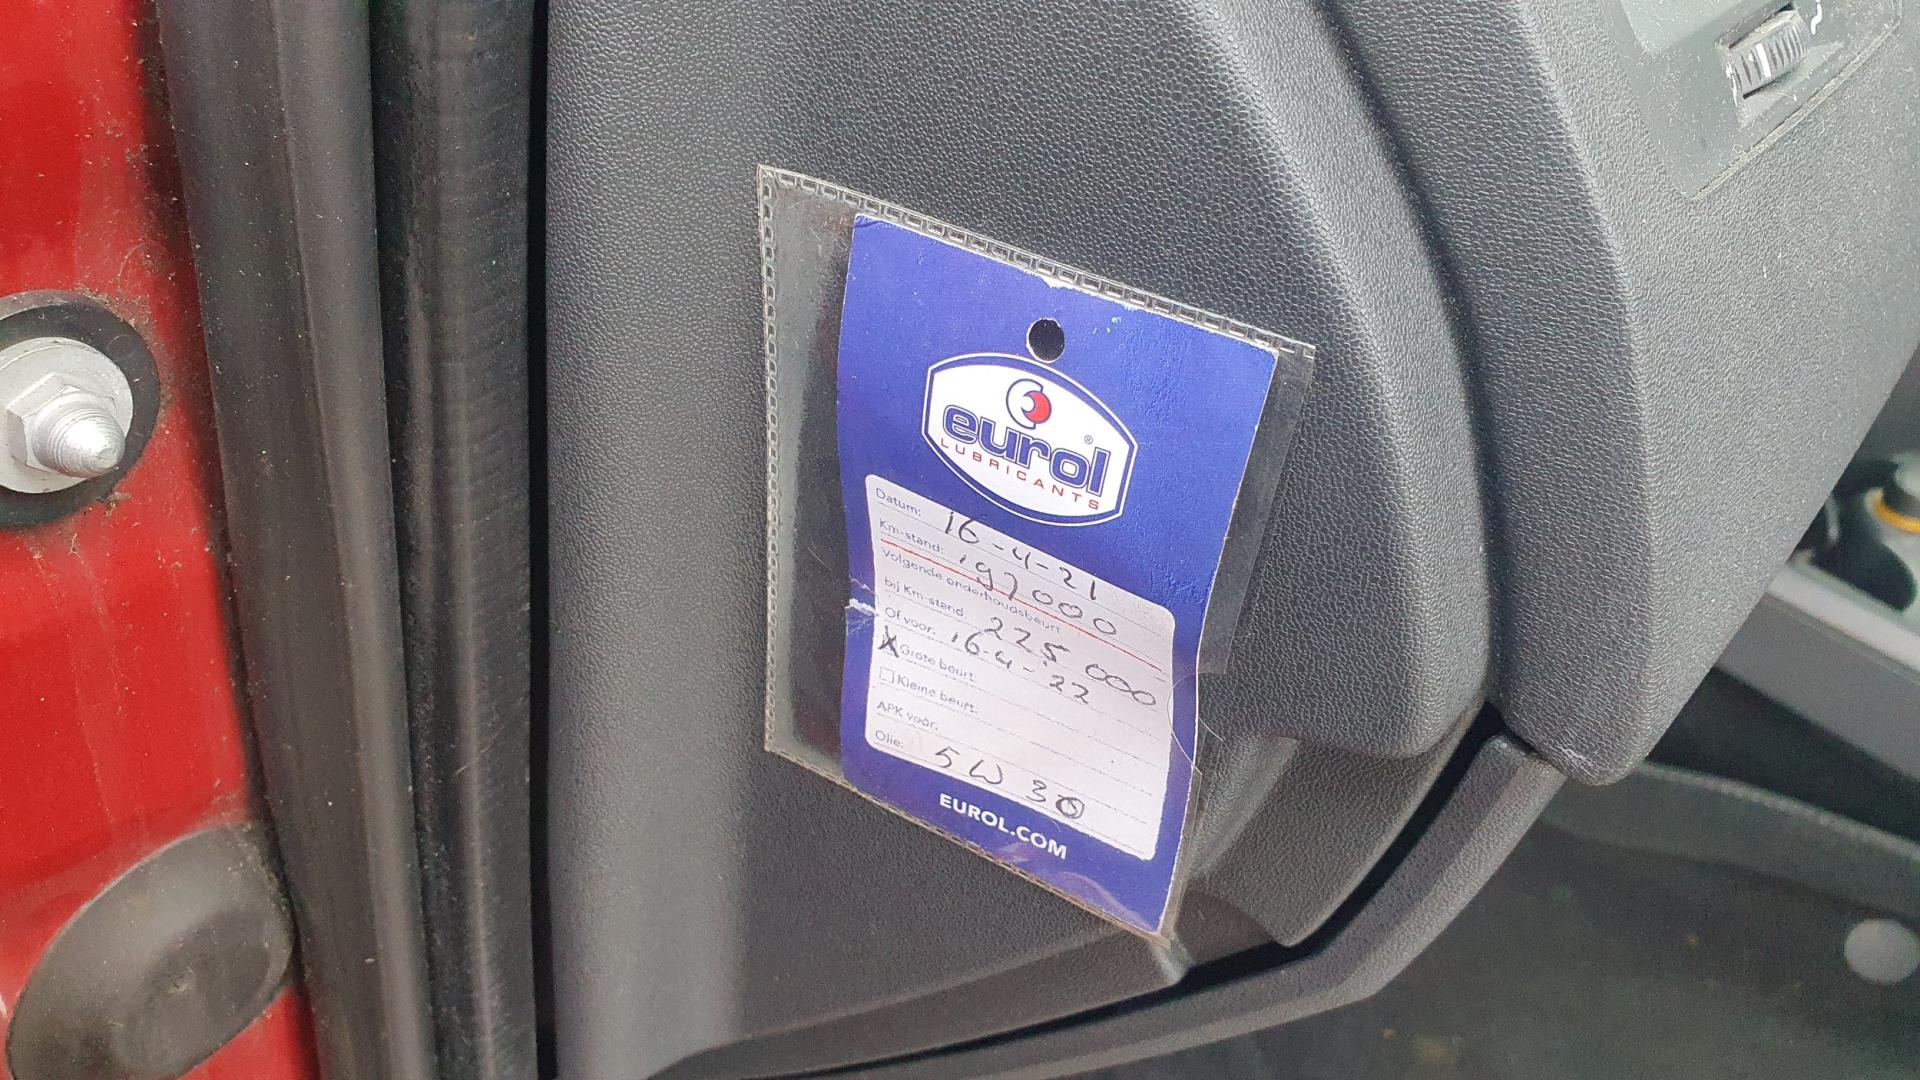 eurol ®
LUBRICANTS
Datum: 16-4-21
Km-stand: 197000
Volgende onderhoudsbeurt
bij Km-stand. 225 000
Of voor: 16-4-22
X Grote beurt.
Kleine beurt.
APK voor.
Olie: 5W30
EUROL.COM